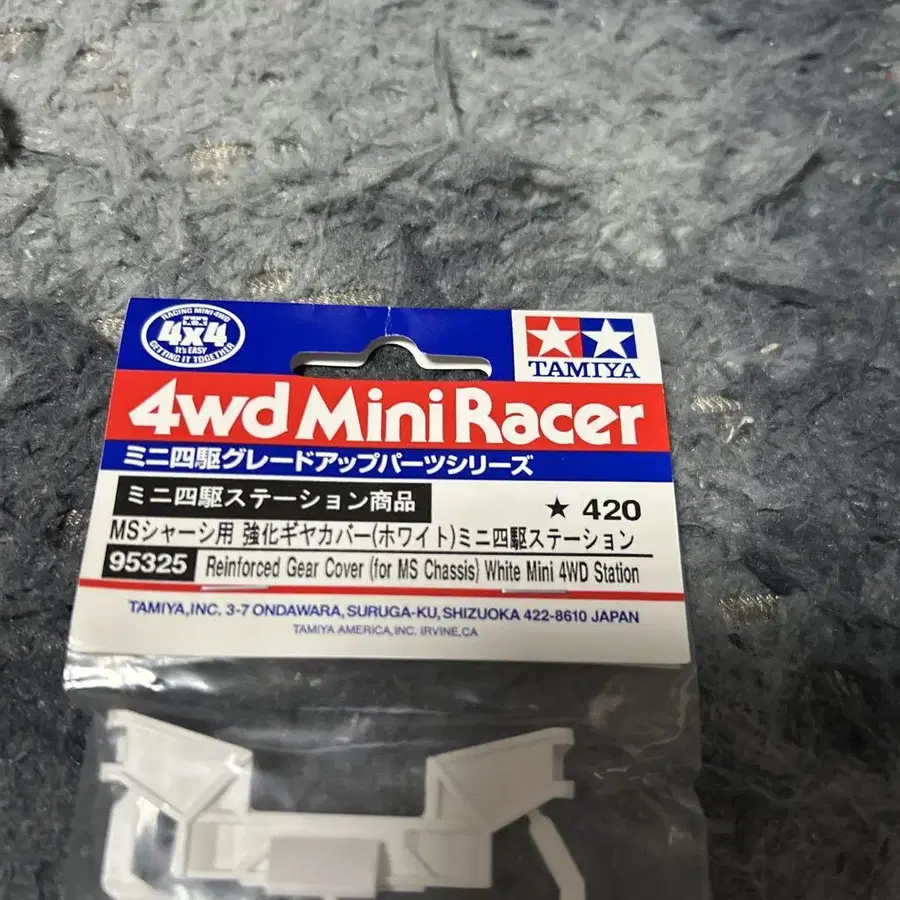 RACING MINI 4WD
4x4
It's EASY
GETTING IT TOGETHER
TAMIYA
4wd Mini Racer
ミニ四駆グレードアップパーツシリーズ
ミニ四駆ステーション商品
★ 420
MSシャーシ用 強化ギヤカバー(ホワイト)ミニ四駆ステーション
95325 Reinforced Gear Cover (for MS Chassis) White Mini 4WD Station
TAMIYA,INC. 3-7 ONDAWARA, SURUGA-KU, SHIZUOKA 422-8610 JAPAN
TAMIYA AMERICA, INC. IRVINE, CA